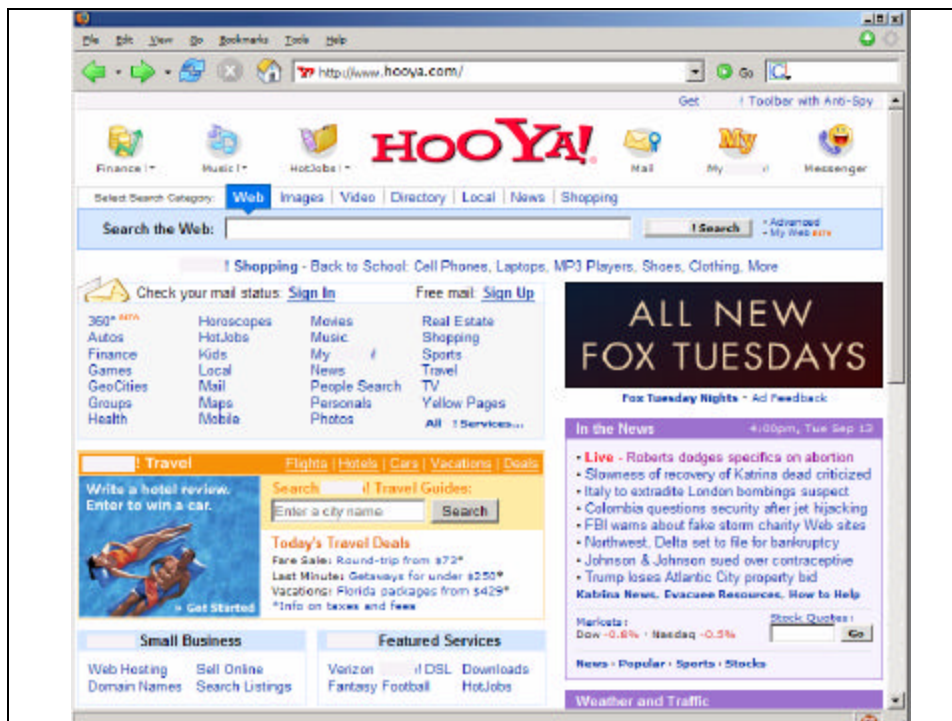 File Edit View Go Bookmarks Tools Help
http://www.hooya.com/ Go
Get ! Toolbar with Anti-Spy
Finance ! Music ! HotJobs ! HOOYA! Mail My Messenger
Select Search Category: Web Images | Video | Directory | Local | News | Shopping
Search the Web: ! Search
• Advanced
• My Web BETA
! Shopping - Back to School: Cell Phones, Laptops, MP3 Players, Shoes, Clothing, More
Check your mail status: Sign In Free mail: Sign Up
360° BETA Horoscopes Movies Real Estate
Autos HotJobs Music Shopping
Finance Kids My Sports
Games Local News Travel
GeoCities Mail People Search TV
Groups Maps Personals Yellow Pages
Health Mobile Photos All ! Services...
ALL NEW
FOX TUESDAYS
Fox Tuesday Nights - Ad Feedback
! Travel Flights | Hotels | Cars | Vacations | Deals
Write a hotel review.
Enter to win a car.
» Get Started
Search ! Travel Guides:
Enter a city name Search
Today's Travel Deals
Fare Sale: Round-trip from $72*
Last Minute: Getaways for under $250*
Vacations: Florida packages from $429*
*Info on taxes and fees
In the News 4:00pm, Tue Sep 13
• Live - Roberts dodges specifics on abortion
• Slowness of recovery of Katrina dead criticized
• Italy to extradite London bombings suspect
• Colombia questions security after jet hijacking
• FBI warns about fake storm charity Web sites
• Northwest, Delta set to file for bankruptcy
• Johnson & Johnson sued over contraceptive
• Trump loses Atlantic City property bid
Katrina News, Evacuee Resources, How to Help
Markets: Stock Quotes:
Dow -0.8% · Nasdaq -0.5% Go
News · Popular · Sports · Stocks
Small Business
Web Hosting Sell Online
Domain Names Search Listings
Featured Services
Verizon ! DSL Downloads
Fantasy Football HotJobs
Weather and Traffic